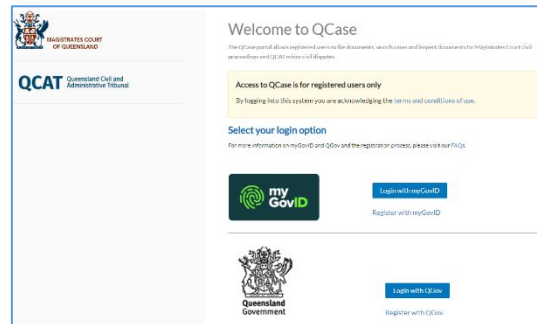 MAGISTRATES COURT
OF QUEENSLAND
QCAT Queensland Civil and
Administrative Tribunal
Welcome to QCase
The QCase portal allows registered users to file documents, search cases and inspect documents for Magistrates Court civil
proceedings and QCAT minor civil disputes.
Access to QCase is for registered users only
By logging into this system you are acknowledging the terms and conditions of use.
Select your login option
For more information on myGovID and QGov and the registration process, please visit our FAQs
my
GovID
Login with myGovID
Register with myGovID
Queensland
Government
Login with QGov
Register with QGov